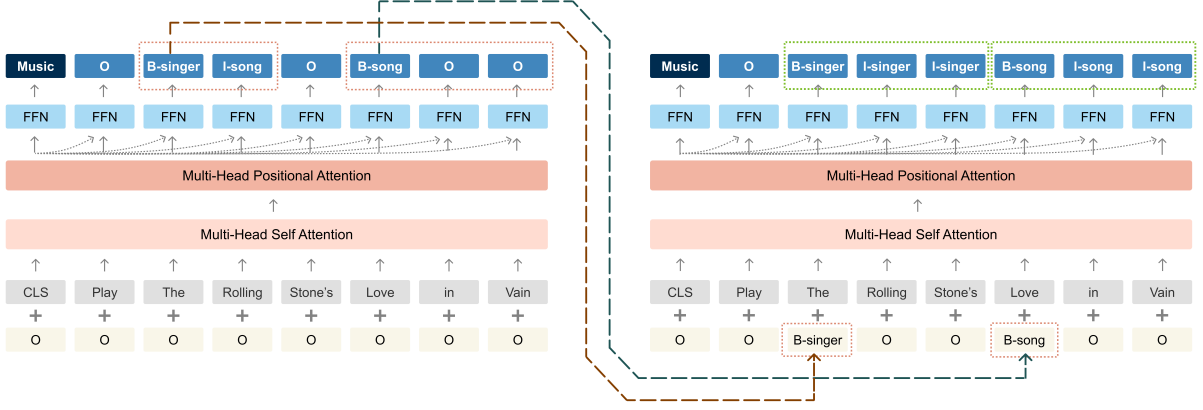 Music O B-singer I-song O B-song O O
FFN FFN FFN FFN FFN FFN FFN FFN
Multi-Head Positional Attention
Multi-Head Self Attention
CLS Play The Rolling Stone's Love in Vain
+ + + + + + + +
O O O O O O O O
Music O B-singer I-singer I-singer B-song I-song I-song
FFN FFN FFN FFN FFN FFN FFN FFN
Multi-Head Positional Attention
Multi-Head Self Attention
CLS Play The Rolling Stone's Love in Vain
+ + + + + + + +
O O B-singer O O B-song O O